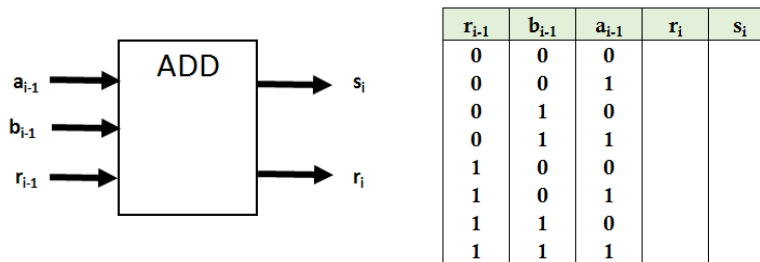 ADD
a_{i-1}
b_{i-1}
r_{i-1}
s_i
r_i
r_{i-1} b_{i-1} a_{i-1} r_i s_i
0 0 0
0 0 1
0 1 0
0 1 1
1 0 0
1 0 1
1 1 0
1 1 1